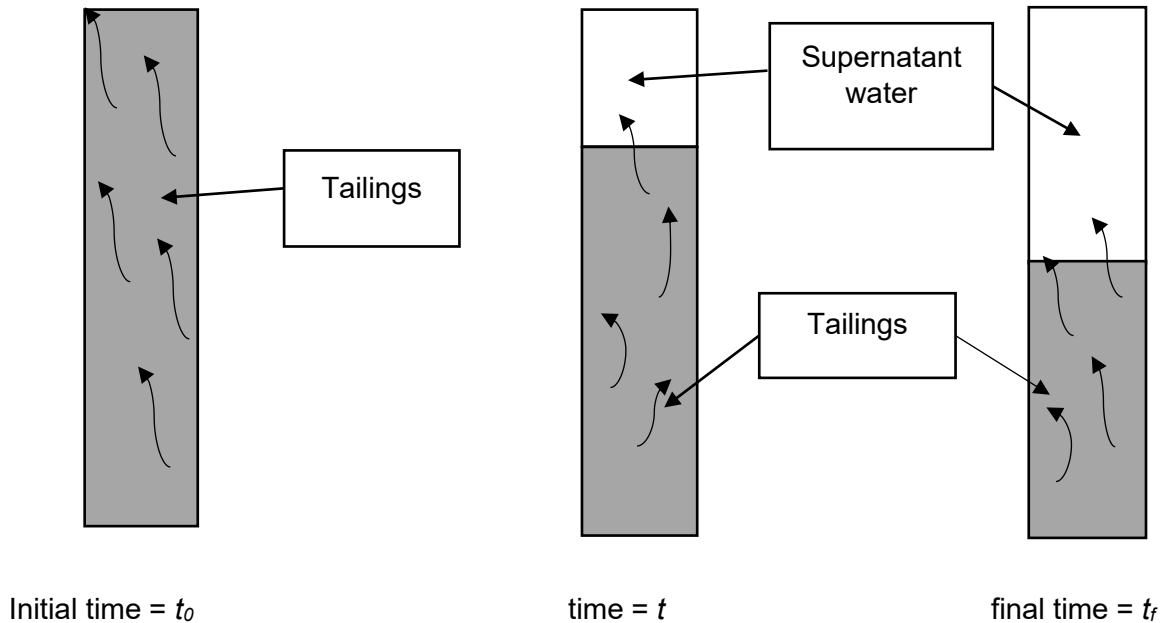 Supernatant
water
Tailings
Tailings
Initial time = t0
time = t
final time = tf